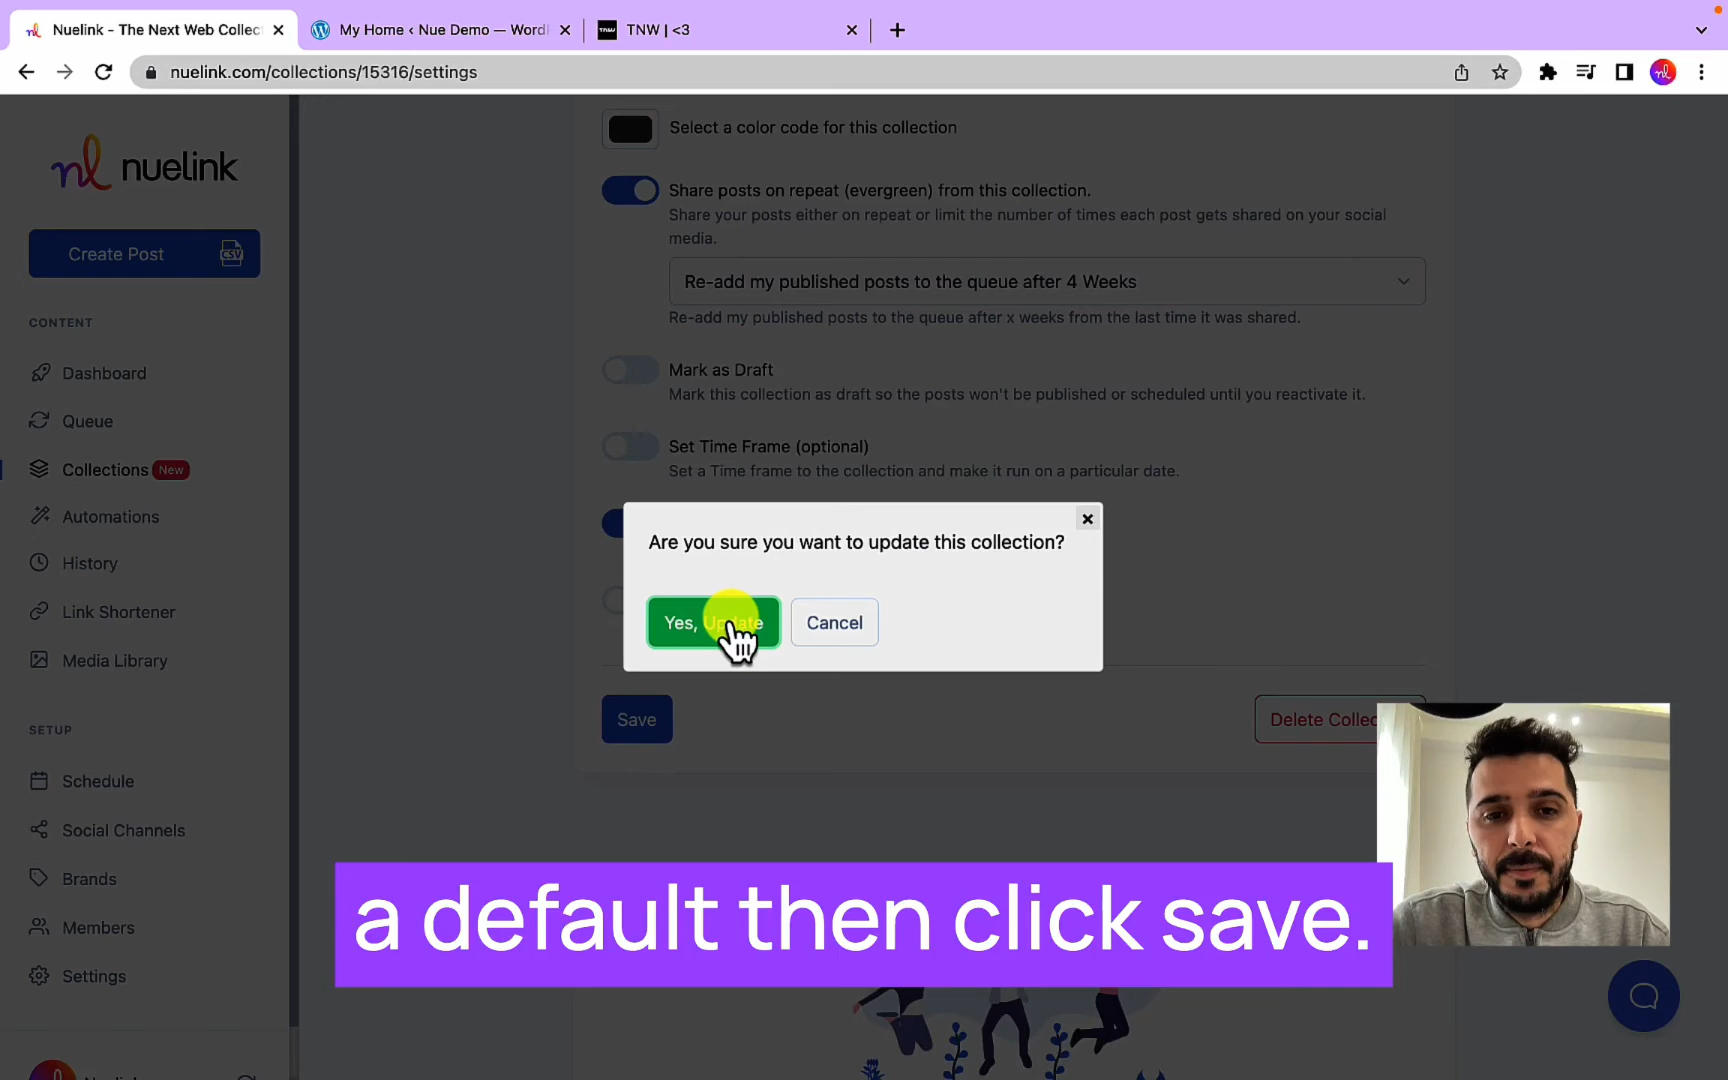 Nuelink - The Next Web Collect
My Home ‹ Nue Demo — Word
TNW | <3
nuelink.com/collections/15316/settings
nl nuelink
Create Post
CSV
CONTENT
Dashboard
Queue
Collections New
Automations
History
Link Shortener
Media Library
SETUP
Schedule
Social Channels
Brands
Members
Settings
Select a color code for this collection
Share posts on repeat (evergreen) from this collection.
Share your posts either on repeat or limit the number of times each post gets shared on your social
media.
Re-add my published posts to the queue after 4 Weeks
Re-add my published posts to the queue after x weeks from the last time it was shared.
Mark as Draft
Mark this collection as draft so the posts won't be published or scheduled until you reactivate it.
Set Time Frame (optional)
Set a Time frame to the collection and make it run on a particular date.
Are you sure you want to update this collection?
Yes, Update
Cancel
Save
Delete Collec
a default then click save.